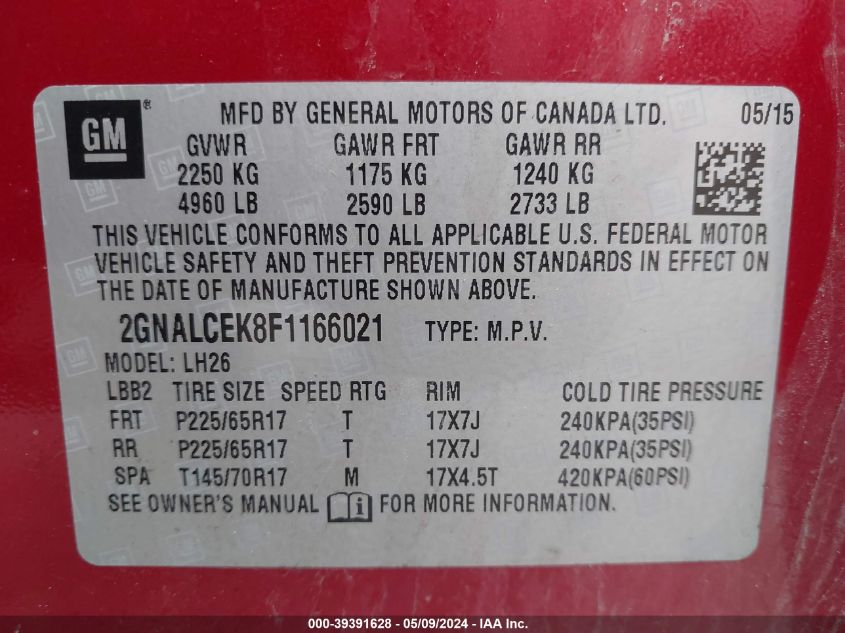 GM ® MFD BY GENERAL MOTORS OF CANADA LTD. 05/15
GVWR GAWR FRT GAWR RR
2250 KG 1175 KG 1240 KG
4960 LB 2590 LB 2733 LB
THIS VEHICLE CONFORMS TO ALL APPLICABLE U.S. FEDERAL MOTOR
VEHICLE SAFETY AND THEFT PREVENTION STANDARDS IN EFFECT ON
THE DATE OF MANUFACTURE SHOWN ABOVE.
2GNALCEK8F1166021 TYPE: M.P.V.
MODEL: LH26
LBB2 TIRE SIZE SPEED RTG RIM COLD TIRE PRESSURE
FRT P225/65R17 T 17X7J 240KPA(35PSI)
RR P225/65R17 T 17X7J 240KPA(35PSI)
SPA T145/70R17 M 17X4.5T 420KPA(60PSI)
SEE OWNER'S MANUAL i FOR MORE INFORMATION.
000-39391628 - 05/09/2024 - IAA Inc.